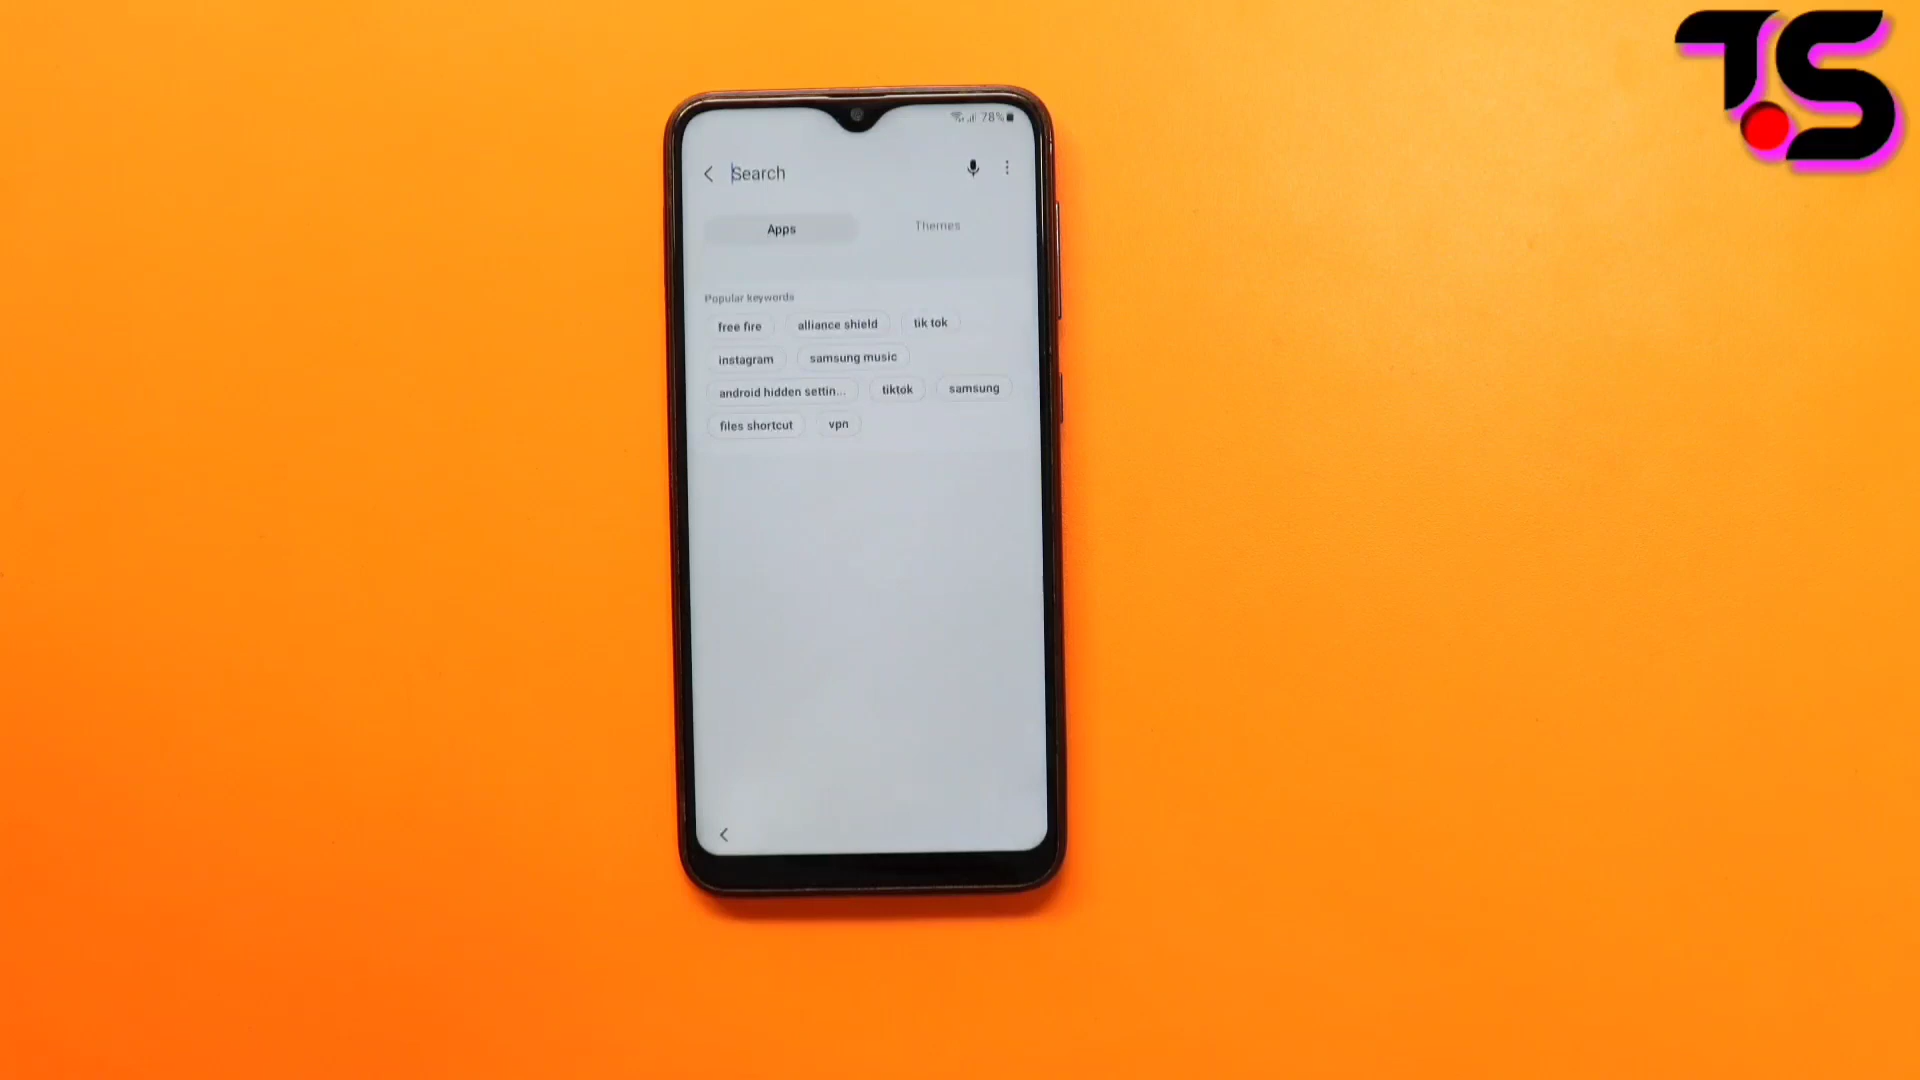 T.S
78%
Search
Apps Themes
Popular keywords
free fire alliance shield tik tok
instagram samsung music
android hidden settin... tiktok samsung
files shortcut vpn